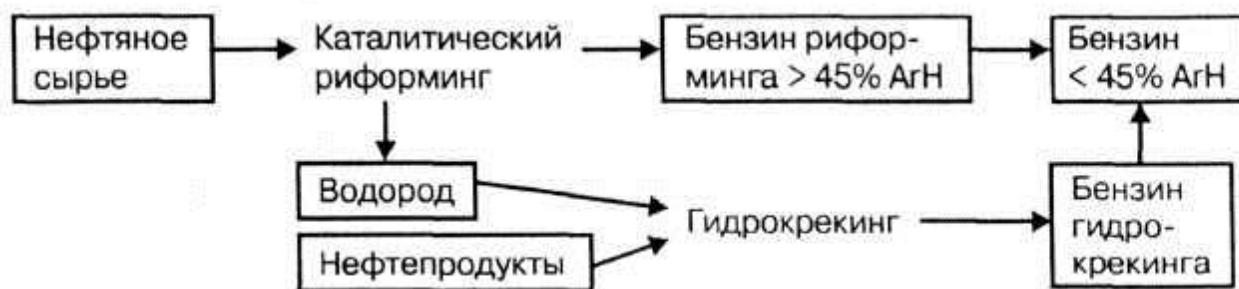 Нефтяное
сырье
Каталитический
риформинг
Бензин рифор-
минга > 45% ArH
Бензин
< 45% ArH
Водород
Нефтепродукты
Гидрокрекинг
Бензин
гидро-
крекинга